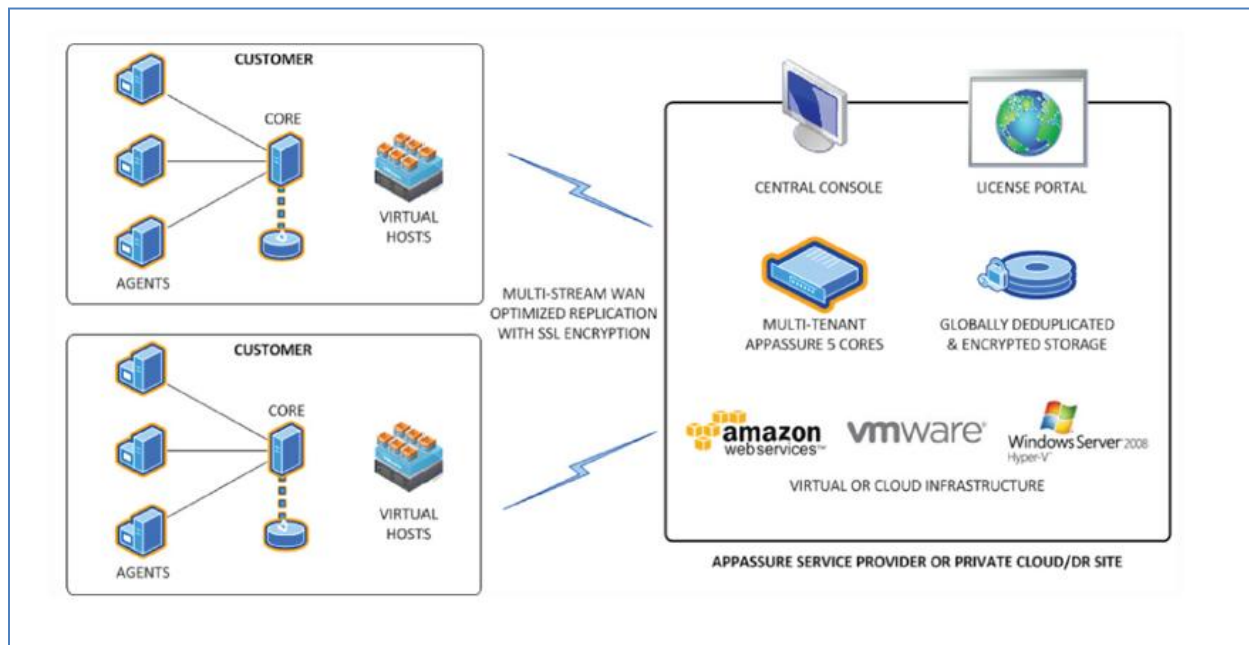 CUSTOMER
CORE
VIRTUAL
HOSTS
AGENTS
CUSTOMER
CORE
VIRTUAL
HOSTS
AGENTS
MULTI-STREAM WAN
OPTIMIZED REPLICATION
WITH SSL ENCRYPTION
CENTRAL CONSOLE
LICENSE PORTAL
MULTI-TENANT
APPASSURE 5 CORES
GLOBALLY DEDUPLICATED
& ENCRYPTED STORAGE
amazon
webservices™
vmware®
Windows Server 2008
Hyper-V™
VIRTUAL OR CLOUD INFRASTRUCTURE
APPASSURE SERVICE PROVIDER OR PRIVATE CLOUD/DR SITE